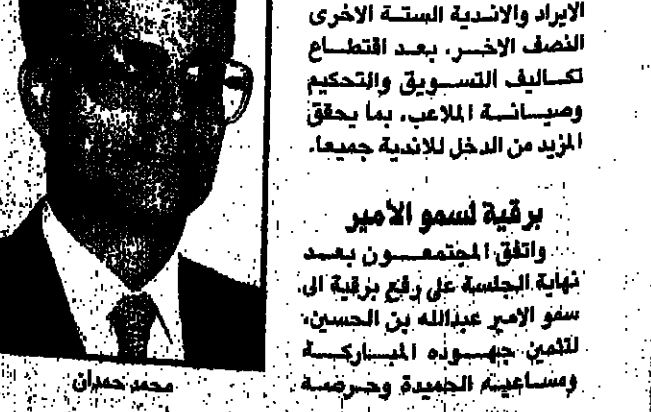 الايراد والاندية الستة الاخرى
النصف الاخر، بعد اقتطاع
تكاليف التسويق والتحكيم
وصيانة الملاعب، بما يحقق
المزيد من الدخل للاندية جميعا.
برقية لسمو الامير
واتفق المجتمعون بعد
نهاية الجلسة على رفع برقية الى
سمو الامير عبدالله بن الحسين،
لتثمين جهوده المباركة
ومساعيه الحميدة وحرصه
محمد حمدان